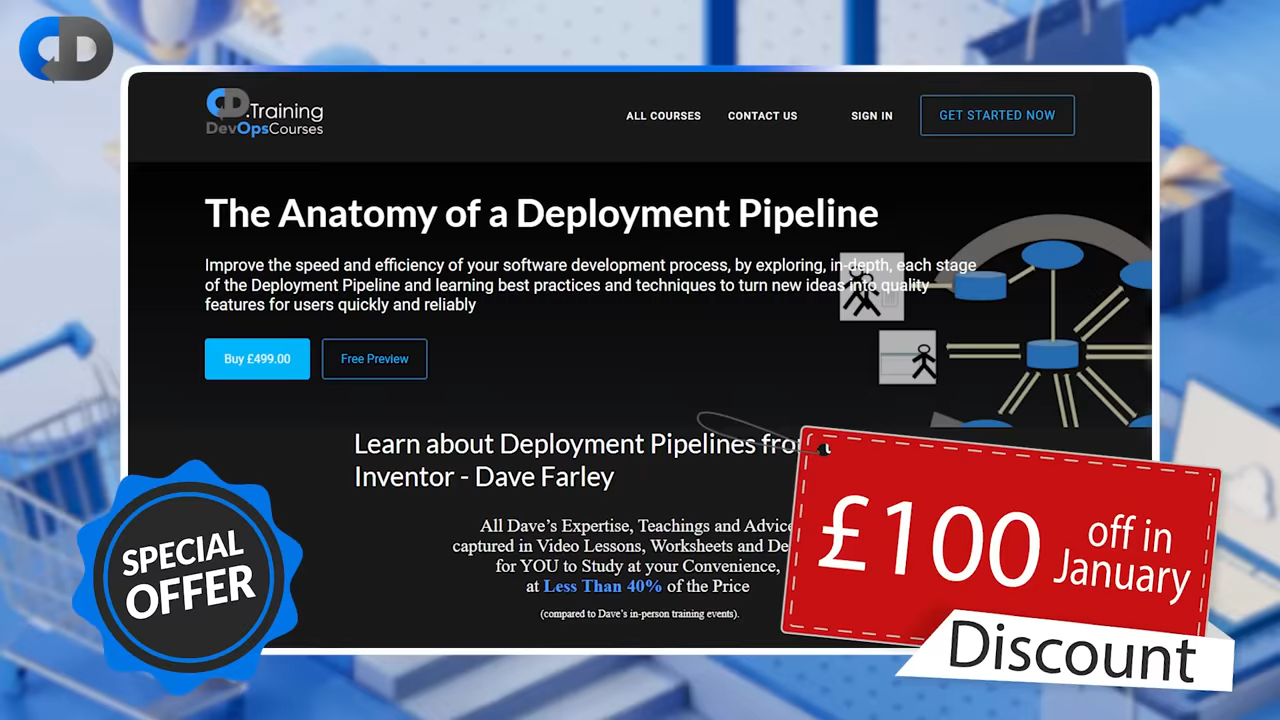 CD
CD.Training
DevOpsCourses
ALL COURSES
CONTACT US
SIGN IN
GET STARTED NOW
The Anatomy of a Deployment Pipeline
Improve the speed and efficiency of your software development process, by exploring, in-depth, each stage
of the Deployment Pipeline and learning best practices and techniques to turn new ideas into quality
features for users quickly and reliably
Buy £499.00
Free Preview
Learn about Deployment Pipelines from
Inventor - Dave Farley
All Dave's Expertise, Teachings and Advice
captured in Video Lessons, Worksheets and
for YOU to Study at your Convenience,
at Less Than 40% of the Price
(compared to Dave's in-person training events).
SPECIAL
OFFER
£100
off in
January
Discount